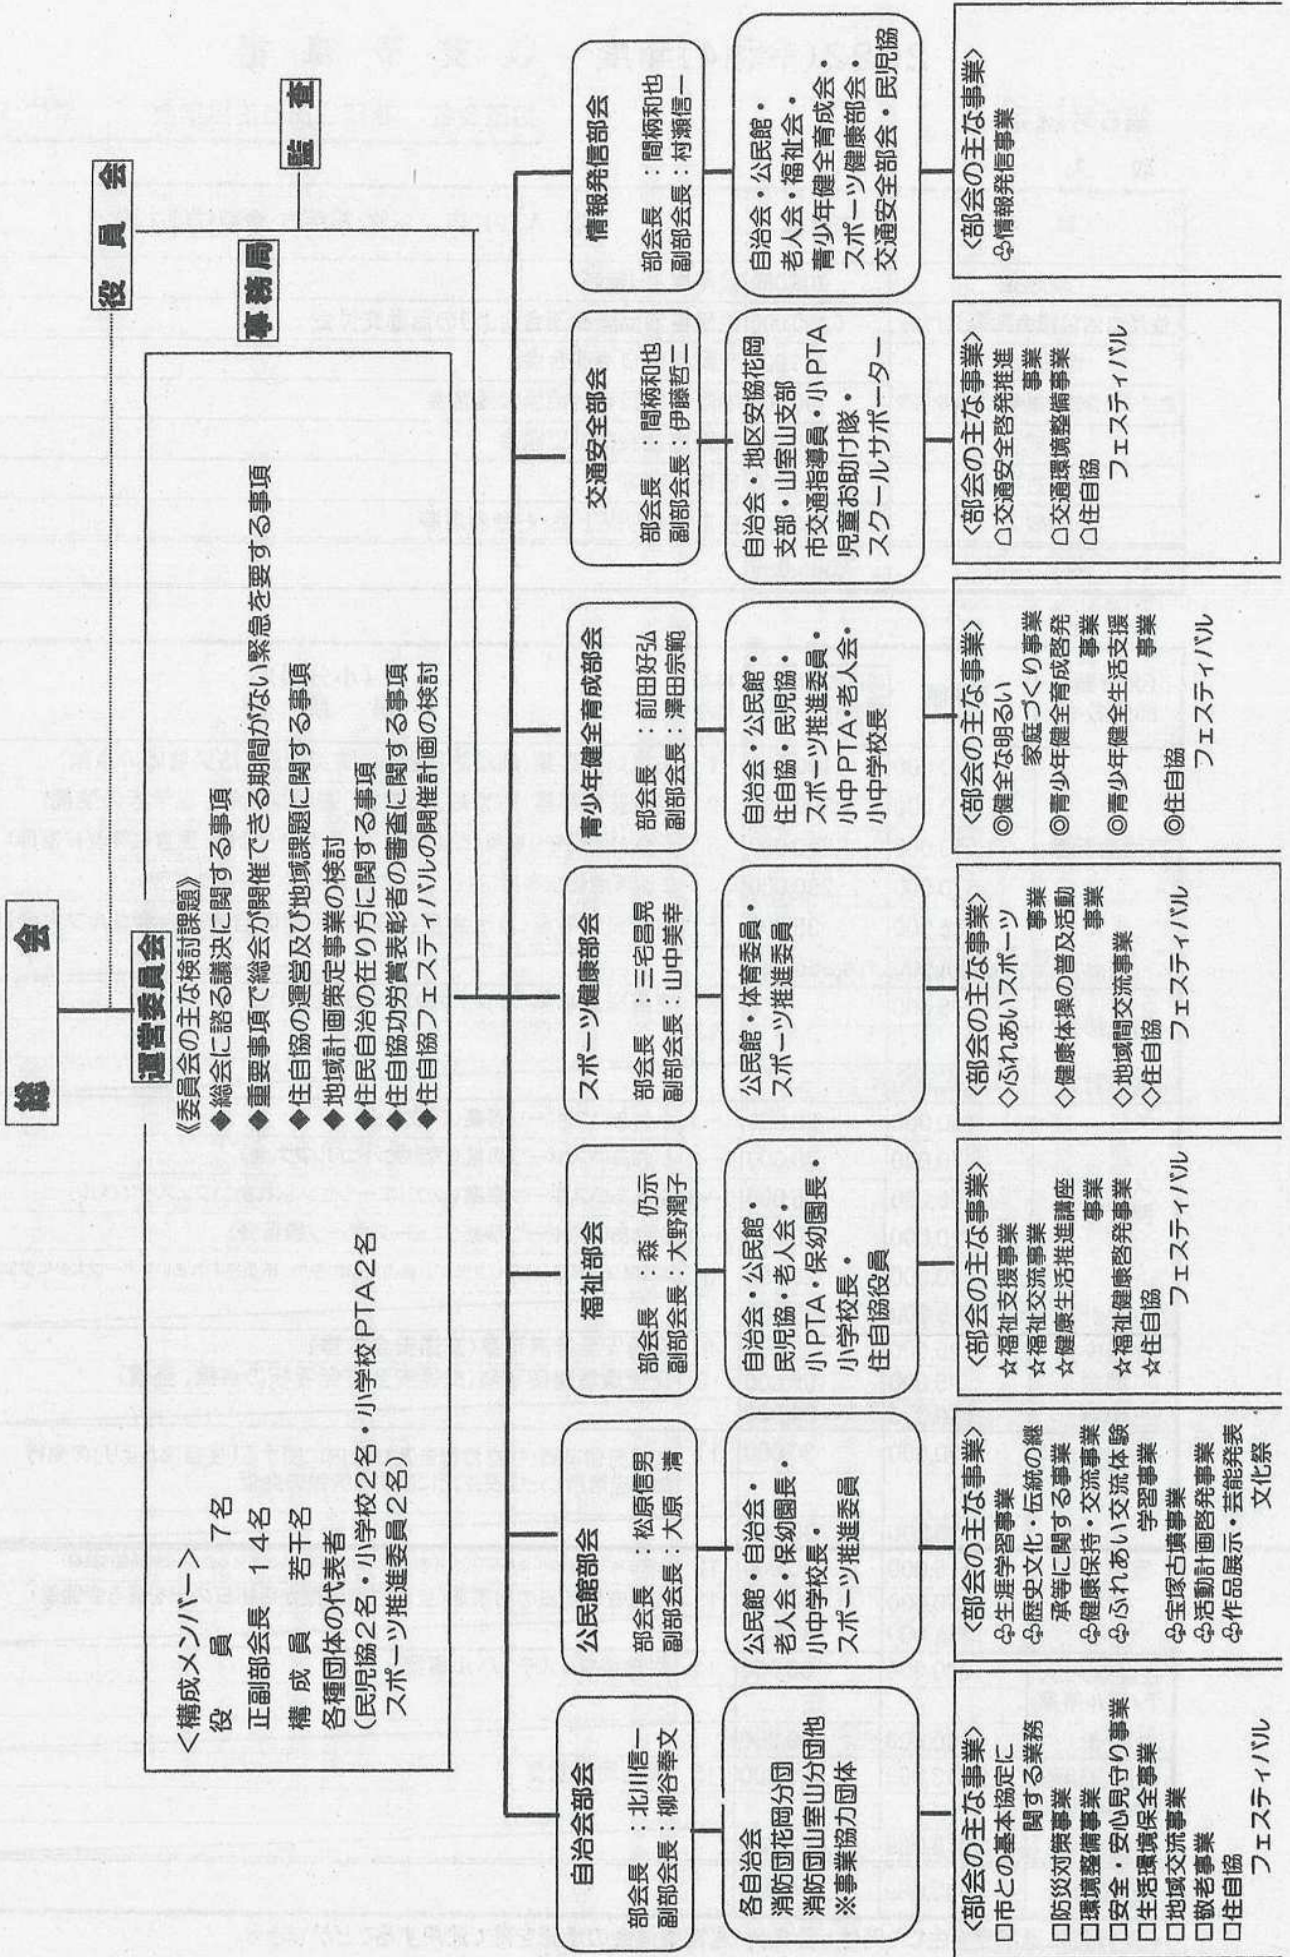 総　会
役　員　会
監　査
事務局
運営委員会
≪委員会の主な検討課題≫
◆総会に諮る議決に関する事項
◆重要事項で総会が開催できる期間がない緊急を要する事項
◆住自協の運営及び地域課題に関する事項
◆地域計画策定事業の検討
◆住民自治の在り方に関する事項
◆住自協功労賞表彰者の審査に関する事項
◆住自協フェスティバルの開催計画の検討
＜構成メンバー＞
役　　員　　７名
正副部会長　１４名
構 成 員　若干名
各種団体の代表者
（民児協２名・小学校２名・小学校PTA２名
スポーツ推進委員２名）
自治会部会
部会長　：北川信一
副部会長：柳谷奉文
各自治会
消防団花岡分団
消防団山室山分団他
※事業協力団体
＜部会の主な事業＞
□市との基本協定に
関する業務
□防災対策事業
□環境整備事業
□安全・安心見守り事業
□生活環境保全事業
□地域交流事業
□敬老事業
□住自協
フェスティバル
公民館部会
部会長　：松原信男
副部会長：大原　清
公民館・自治会・
老人会・保幼園長・
小中学校長・
スポーツ推進委員
＜部会の主な事業＞
♧生涯学習事業
♧歴史文化・伝統の継
承等に関する事業
♧健康保持・交流事業
♧ふれあい交流体験
学習事業
♧宝塚古墳事業
♧活動計画啓発事業
♧作品展示・芸能発表
文化祭
福祉部会
部会長　：森　仍示
副部会長：大野潤子
自治会・公民館・
民児協・老人会・
小PTA・保幼園長・
小学校長・
住自協役員
＜部会の主な事業＞
☆福祉支援事業
☆福祉交流事業
☆健康生活推進講座
事業
☆福祉健康啓発事業
☆住自協
フェスティバル
スポーツ健康部会
部会長　：三宅昌晃
副部会長：山中美幸
公民館・体育委員・
スポーツ推進委員
＜部会の主な事業＞
◇ふれあいスポーツ
事業
◇健康体操の普及活動
事業
◇地域間交流事業
◇住自協
フェスティバル
青少年健全育成部会
部会長　：前田好弘
副部会長：澤田宗範
自治会・公民館・
住自協・民児協・
スポーツ推進委員・
小中PTA・老人会・
小中学校長
＜部会の主な事業＞
◎健全な明るい
家庭づくり事業
◎青少年健全育成啓発
事業
◎青少年健全生活支援
事業
◎住自協
フェスティバル
交通安全部会
部会長　：間柄和也
副部会長：伊藤哲二
自治会・地区安協花岡
支部・山室山支部
市交通指導員・小PTA
児童お助け隊・
スクールサポーター
＜部会の主な事業＞
⌂交通安全啓発推進
事業
⌂交通環境整備事業
⌂住自協
フェスティバル
情報発信部会
部会長　：間柄和也
副部会長：村瀬信一
自治会・公民館・
老人会・福祉会・
青少年健全育成会・
スポーツ健康部会・
交通安全部会・民児協
＜部会の主な事業＞
♧情報発信事業